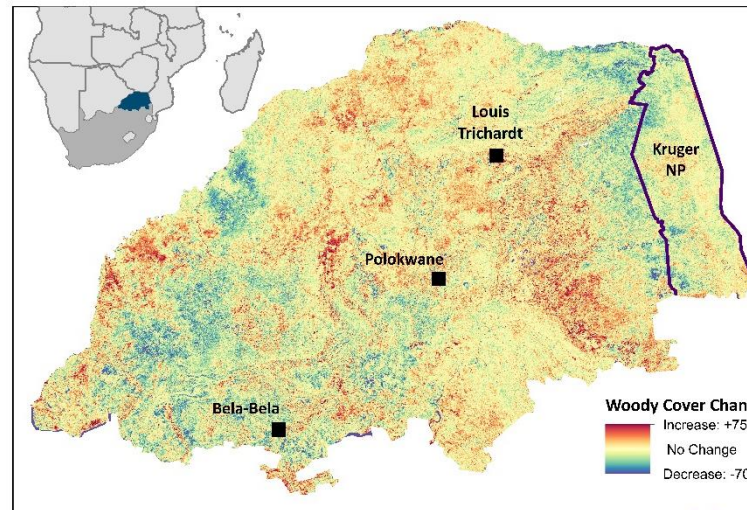 Louis
Trichardt
Kruger
NP
Polokwane
Bela-Bela
Woody Cover Chan
Increase: +75
No Change
Decrease: -70